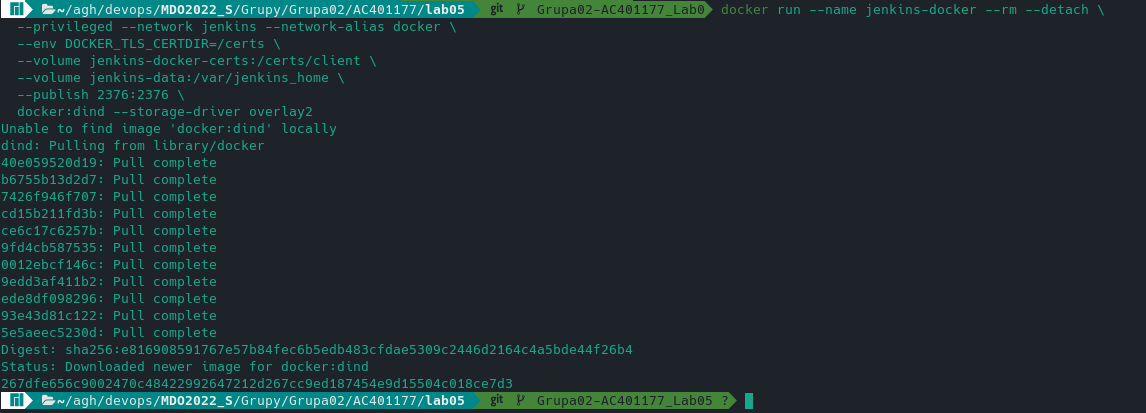 ~/agh/devops/MDO2022_S/Grupy/Grupa02/AC401177/lab05 git Grupa02-AC401177_Lab0 docker run --name jenkins-docker --rm --detach \
--privileged --network jenkins --network-alias docker \
--env DOCKER_TLS_CERTDIR=/certs \
--volume jenkins-docker-certs:/certs/client \
--volume jenkins-data:/var/jenkins_home \
--publish 2376:2376 \
docker:dind --storage-driver overlay2
Unable to find image 'docker:dind' locally
dind: Pulling from library/docker
40e059520d19: Pull complete
b6755b13d2d7: Pull complete
7426f946f707: Pull complete
cd15b211fd3b: Pull complete
ce6c17c6257b: Pull complete
9fd4cb587535: Pull complete
0012ebcf146c: Pull complete
9edd3af411b2: Pull complete
ede8df098296: Pull complete
93e43d81c122: Pull complete
5e5aeec5230d: Pull complete
Digest: sha256:e816908591767e57b84fec6b5edb483cfdae5309c2446d2164c4a5bde44f26b4
Status: Downloaded newer image for docker:dind
267dfe656c9002470c48422992647212d267cc9ed187454e9d15504c018ce7d3
~/agh/devops/MDO2022_S/Grupy/Grupa02/AC401177/lab05 git Grupa02-AC401177_Lab05 ?